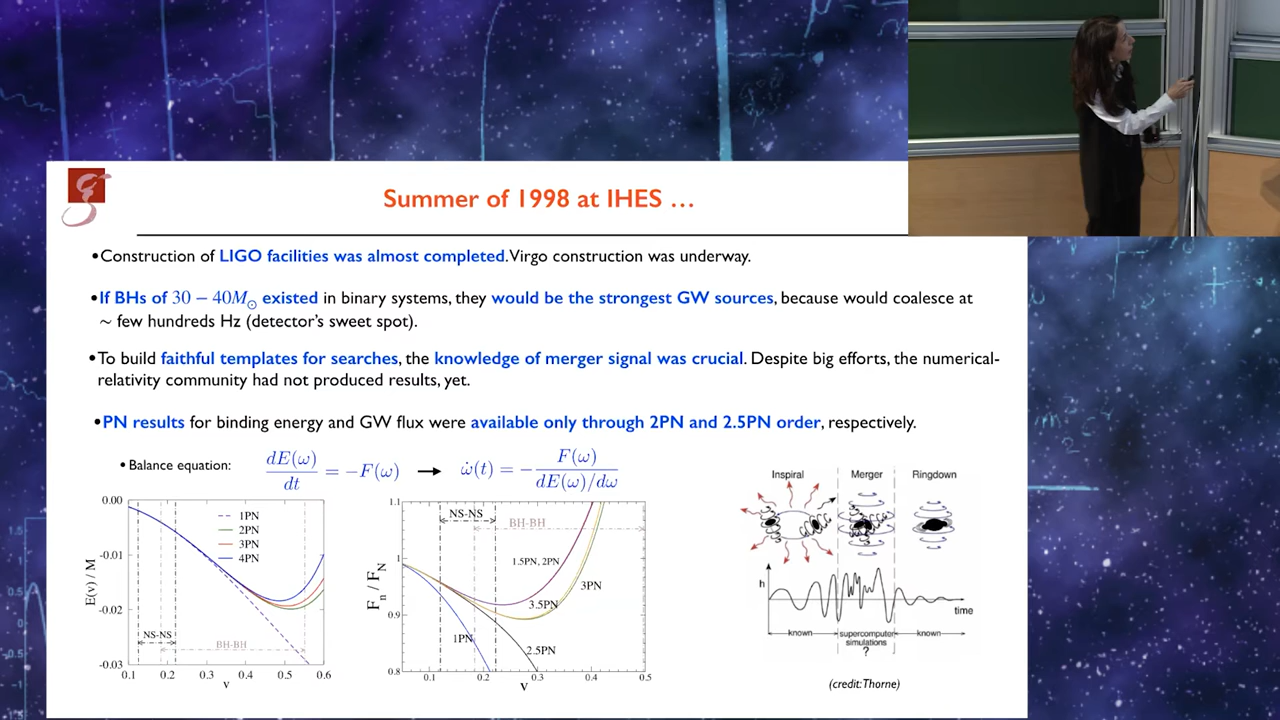 Summer of 1998 at IHES …
•Construction of LIGO facilities was almost completed. Virgo construction was underway.
•If BHs of 30 − 40M⊙ existed in binary systems, they would be the strongest GW sources, because would coalesce at
∼ few hundreds Hz (detector's sweet spot).
•To build faithful templates for searches, the knowledge of merger signal was crucial. Despite big efforts, the numerical-
relativity community had not produced results, yet.
•PN results for binding energy and GW flux were available only through 2PN and 2.5PN order, respectively.
• Balance equation: dE(ω)/dt = −F(ω) → ω̇(t) = − F(ω)/dE(ω)/dω
0.00
-0.01
-0.02
-0.03
E(v) / M
1PN
2PN
3PN
4PN
NS-NS
BH-BH
0.1 0.2 0.3 0.4 0.5 0.6
v
1.1
1
0.9
0.8
Fn / FN
NS-NS
BH-BH
1.5PN, 2PN
3PN
3.5PN
1PN
2.5PN
0.1 0.2 0.3 0.4 0.5
v
Inspiral Merger Ringdown
h
time
known supercomputer known
simulations
?
(credit:Thorne)